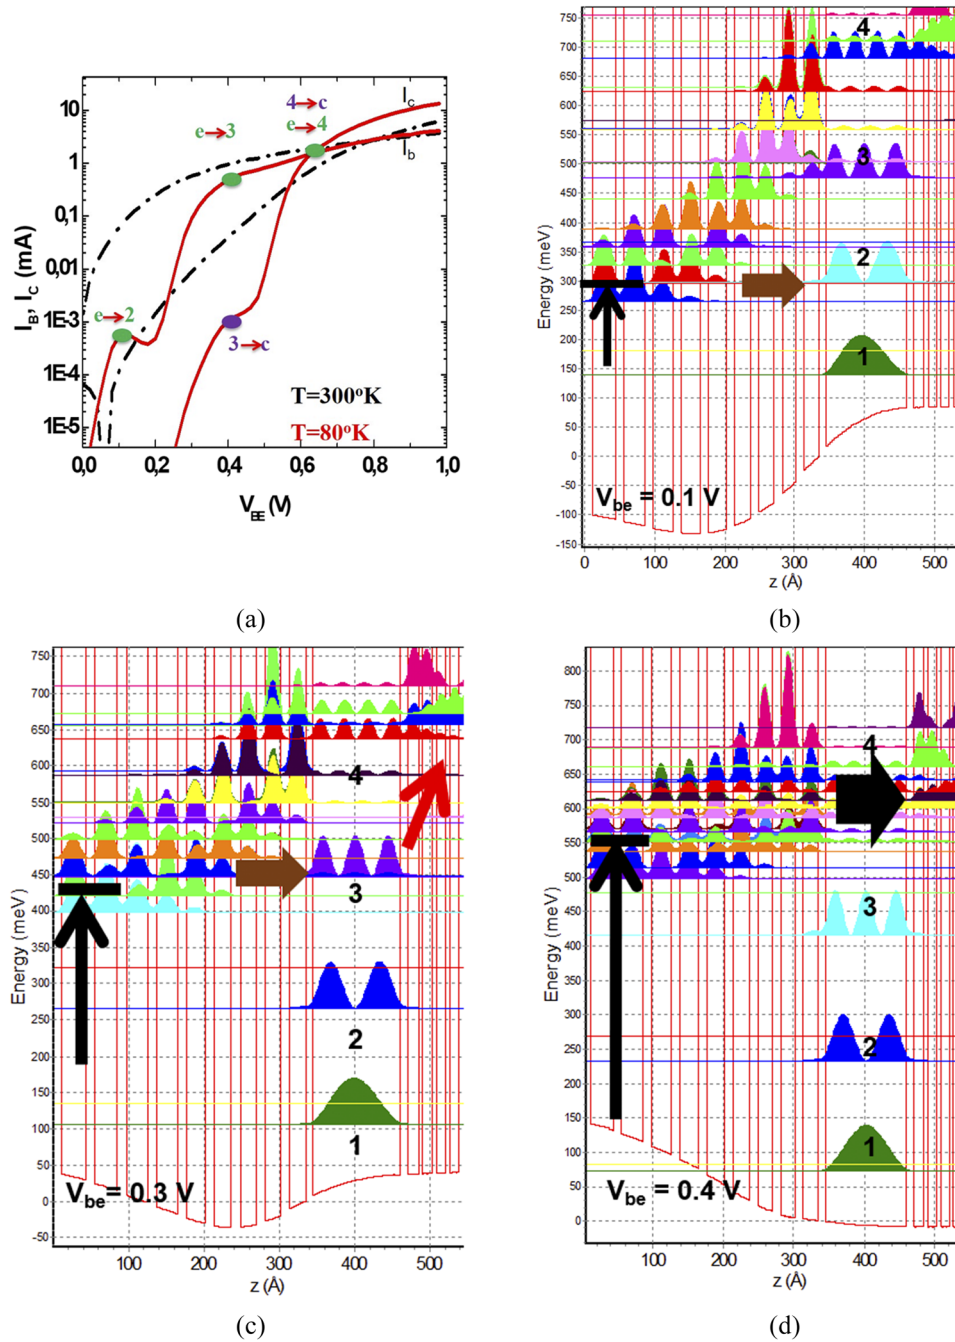 (a)
10
1
0,1
0,01
1E-3
1E-4
1E-5
I_B, I_C (mA)
4→c
e→4
e→3
I_C
I_b
e→2
3→c
T=300°K
T=80°K
0,0 0,2 0,4 0,6 0,8 1,0
V_BE (V)
(b)
750
700
650
600
550
500
450
400
350
300
250
200
150
100
50
0
-50
-100
-150
Energy (meV)
4
3
2
1
V_be = 0.1 V
0 100 200 300 400 500
z (Å)
(a)
(b)
(c)
750
700
650
600
550
500
450
400
350
300
250
200
150
100
50
0
-50
Energy (meV)
4
3
2
1
V_be = 0.3 V
100 200 300 400 500
z (Å)
(d)
800
750
700
650
600
550
500
450
400
350
300
250
200
150
100
50
0
Energy (meV)
4
3
2
1
V_be = 0.4 V
0 100 200 300 400 500
z (Å)
(c)
(d)